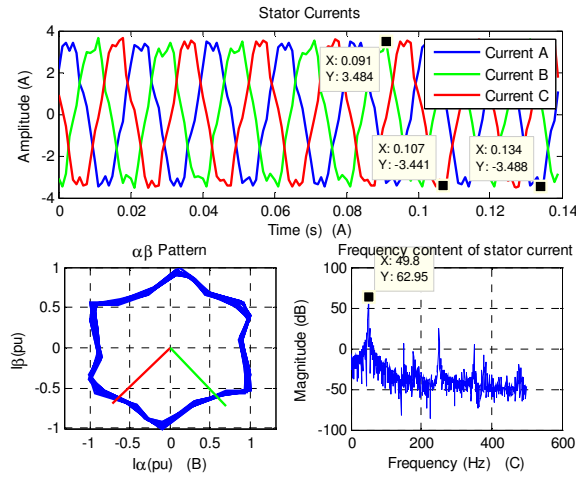 Stator Currents
Amplitude (A)
4
2
0
-2
-4
X: 0.091
Y: 3.484
Current A
Current B
Current C
X: 0.107
Y: -3.441
X: 0.134
Y: -3.488
0 0.02 0.04 0.06 0.08 0.1 0.12 0.14
Time (s) (A)
αβ Pattern
Iβ(pu)
1
0.5
0
-0.5
-1
-1 -0.5 0 0.5 1
Iα(pu) (B)
Frequency content of stator current
X: 49.8
Y: 62.95
Magnitude (dB)
100
50
0
-50
-100
0 200 400 600
Frequency (Hz) (C)